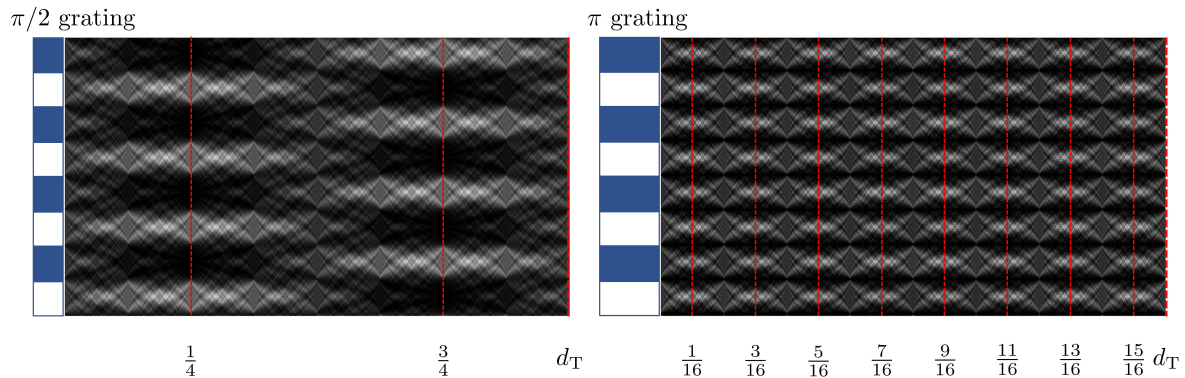 π/2 grating
π grating
1/4 3/4 d_T
1/16 3/16 5/16 7/16 9/16 11/16 13/16 15/16 d_T